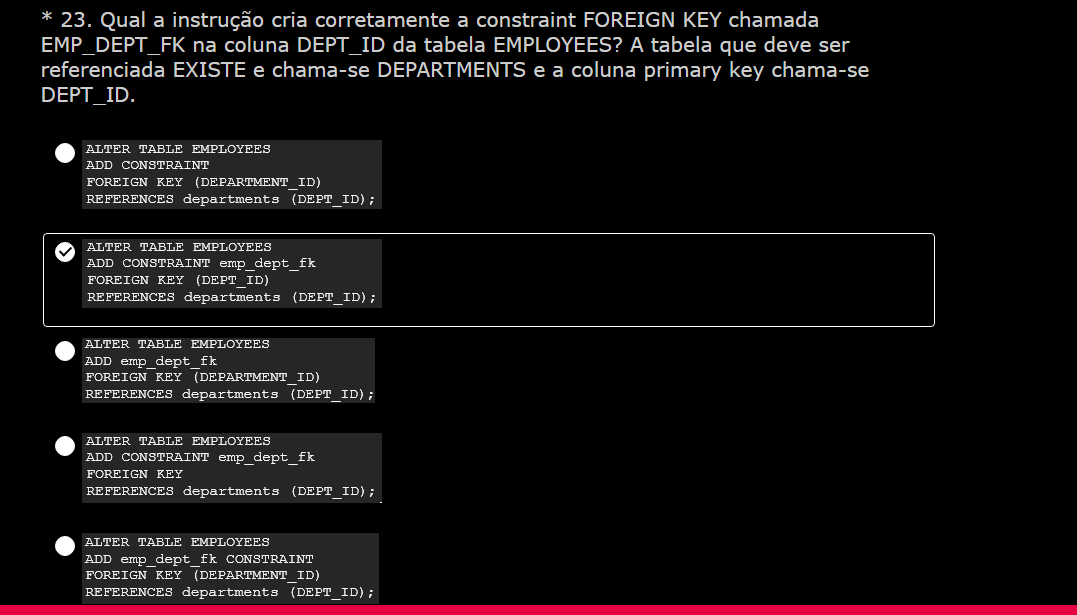 * 23. Qual a instrução cria corretamente a constraint FOREIGN KEY chamada
EMP_DEPT_FK na coluna DEPT_ID da tabela EMPLOYEES? A tabela que deve ser
referenciada EXISTE e chama-se DEPARTMENTS e a coluna primary key chama-se
DEPT_ID.
ALTER TABLE EMPLOYEES
ADD CONSTRAINT
FOREIGN KEY (DEPARTMENT_ID)
REFERENCES departments (DEPT_ID);
ALTER TABLE EMPLOYEES
ADD CONSTRAINT emp_dept_fk
FOREIGN KEY (DEPT_ID)
REFERENCES departments (DEPT_ID);
ALTER TABLE EMPLOYEES
ADD emp_dept_fk
FOREIGN KEY (DEPARTMENT_ID)
REFERENCES departments (DEPT_ID);
ALTER TABLE EMPLOYEES
ADD CONSTRAINT emp_dept_fk
FOREIGN KEY
REFERENCES departments (DEPT_ID);
ALTER TABLE EMPLOYEES
ADD emp_dept_fk CONSTRAINT
FOREIGN KEY (DEPARTMENT_ID)
REFERENCES departments (DEPT_ID);